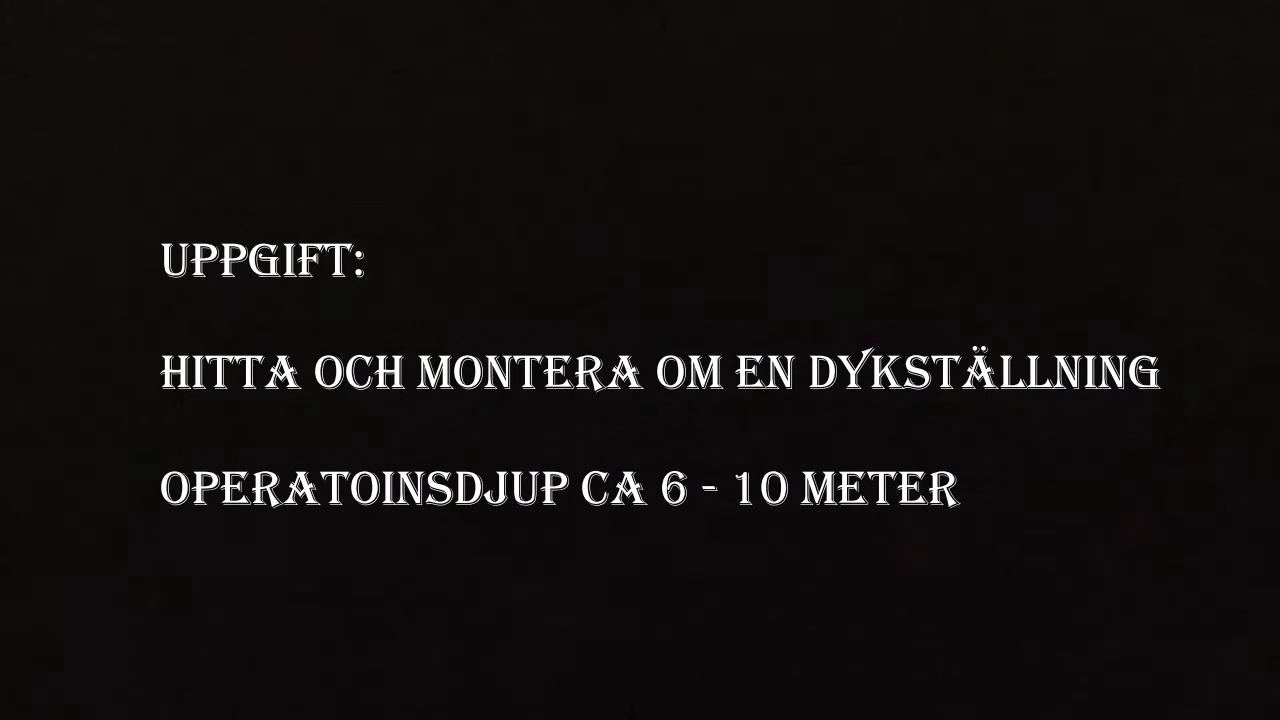 UPPGIFT:
HITTA OCH MONTERA OM EN DYKSTÄLLNING
OPERATOINSDJUP CA 6 - 10 METER